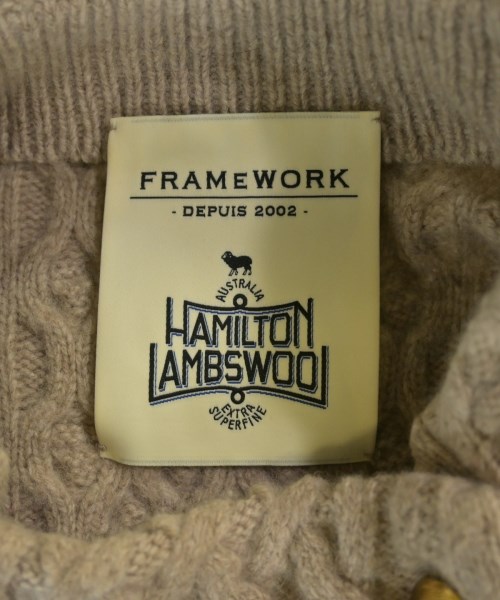 FRAMeWORK
- DEPUIS 2002 -
AUSTRALIA
HAMILTON
LAMBSWOOL
EXTRA
SUPERFINE